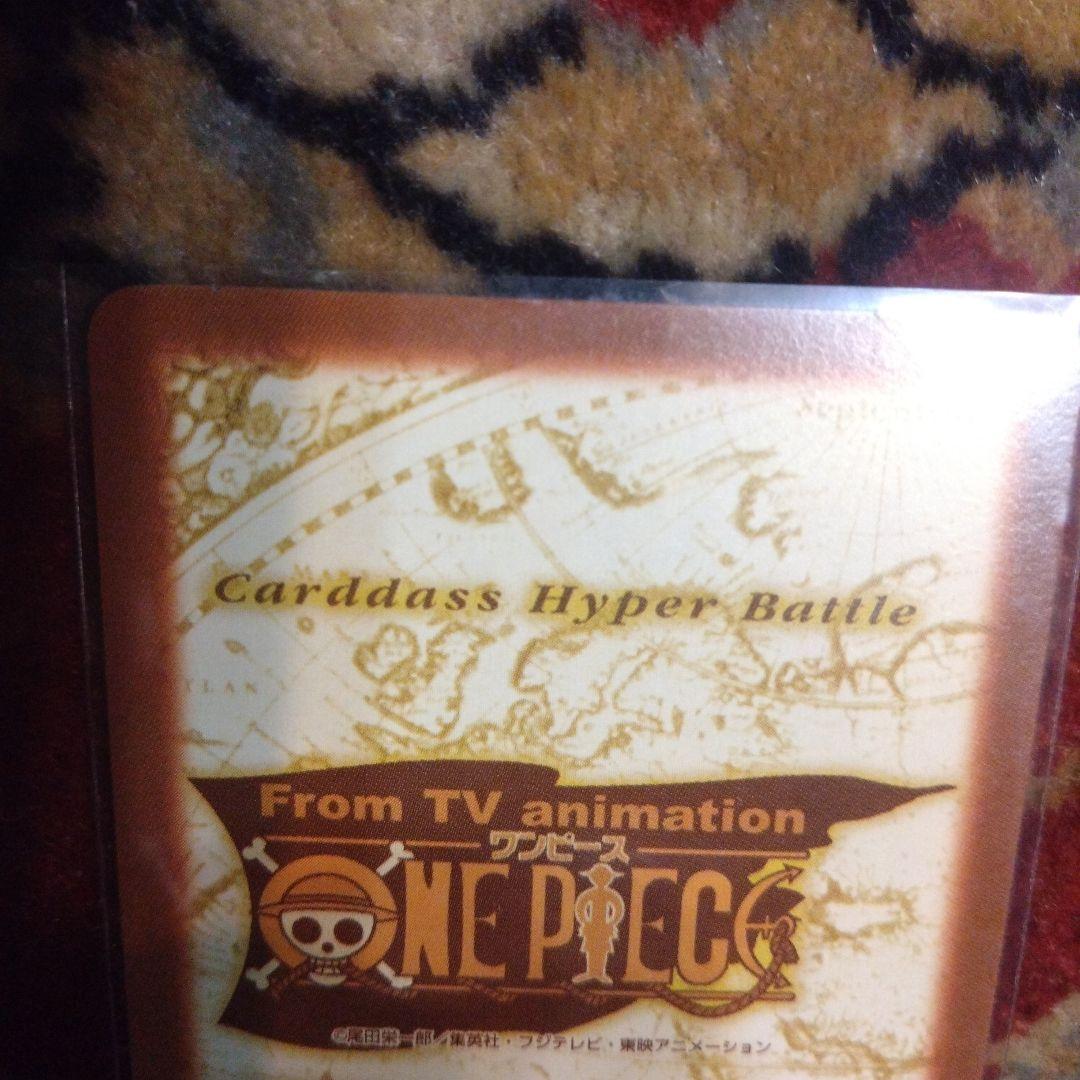 Carddass Hyper Battle
From TV animation
ワンピース
ONE PIECE
©尾田栄一郎／集英社・フジテレビ・東映アニメーション